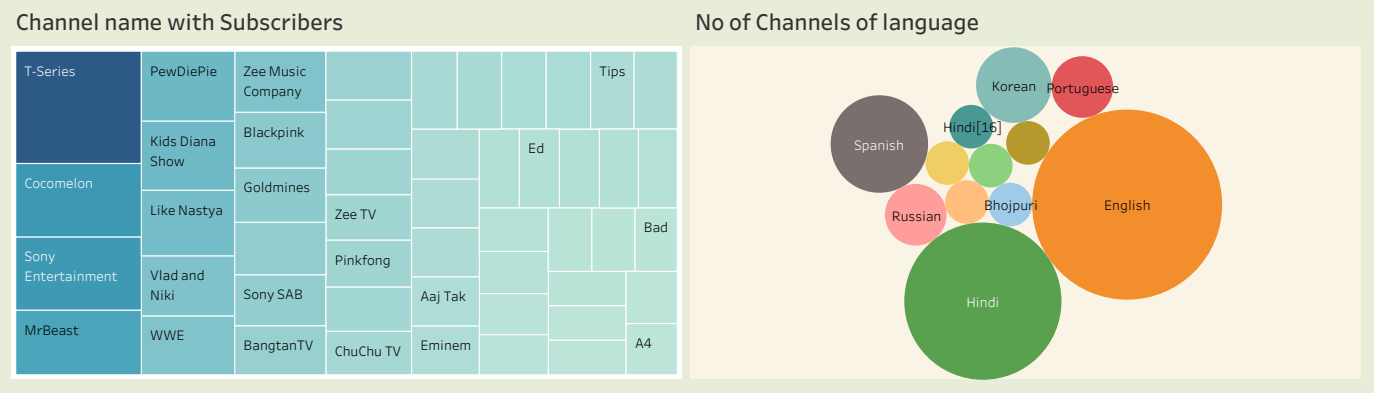 Channel name with Subscribers
T-Series
Cocomelon
Sony
Entertainment
MrBeast
PewDiePie
Kids Diana
Show
Like Nastya
Vlad and
Niki
WWE
Zee Music
Company
Blackpink
Goldmines
Sony SAB
BangtanTV
Zee TV
Pinkfong
ChuChu TV
Aaj Tak
Eminem
Tips
Ed
Bad
A4
No of Channels of language
Korean
Portuguese
Hindi[16]
Spanish
Russian
Bhojpuri
English
Hindi